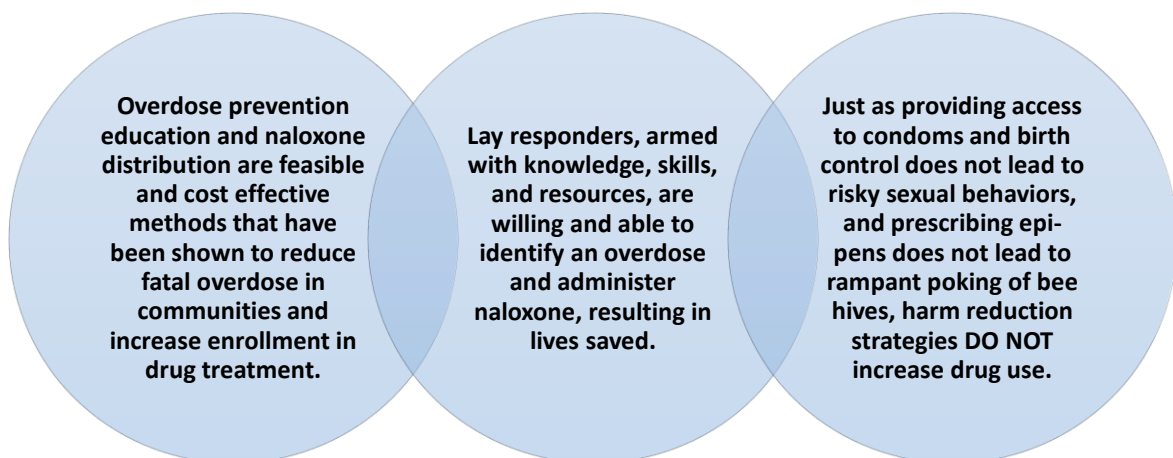 Overdose prevention
education and naloxone
distribution are feasible
and cost effective
methods that have
been shown to reduce
fatal overdose in
communities and
increase enrollment in
drug treatment.
Lay responders, armed
with knowledge, skills,
and resources, are
willing and able to
identify an overdose
and administer
naloxone, resulting in
lives saved.
Just as providing access
to condoms and birth
control does not lead to
risky sexual behaviors,
and prescribing epi-
pens does not lead to
rampant poking of bee
hives, harm reduction
strategies DO NOT
increase drug use.